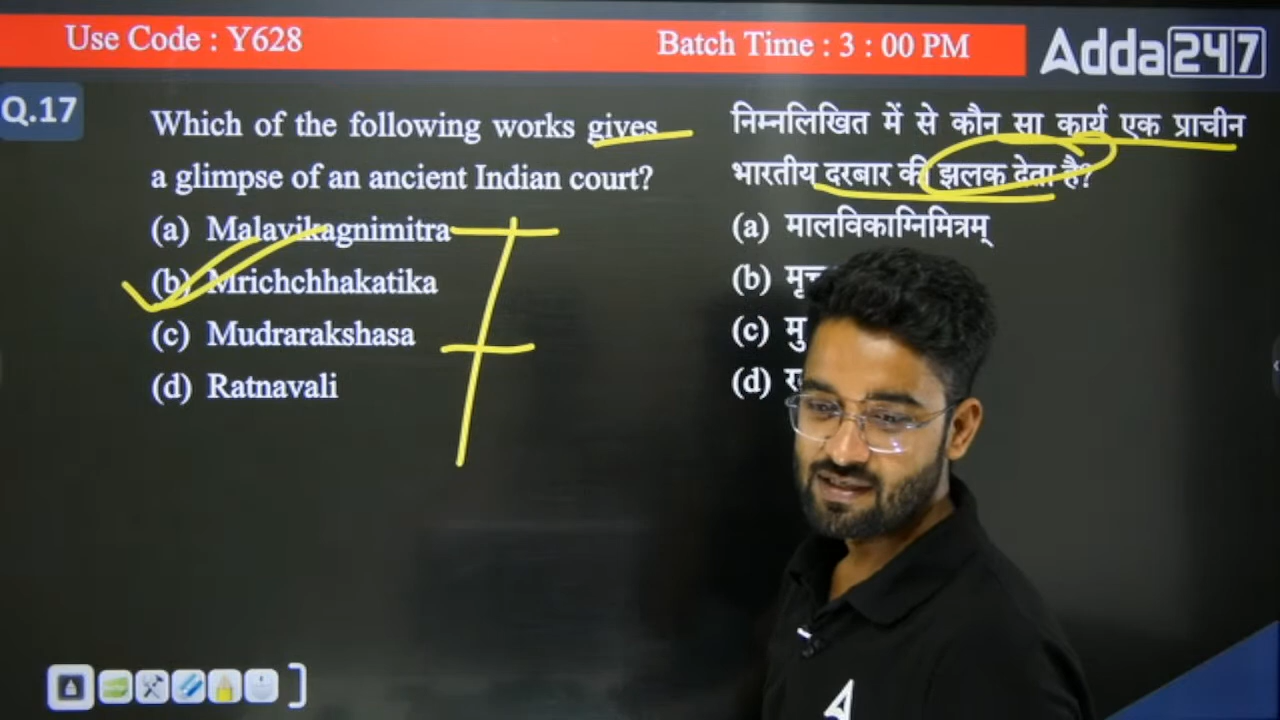 Use Code : Y628
Batch Time : 3 : 00 PM
Adda247
Q.17
Which of the following works gives
a glimpse of an ancient Indian court?
(a) Malavikagnimitra
(b) Mrichchhakatika
(c) Mudrarakshasa
(d) Ratnavali
निम्नलिखित में से कौन सा कार्य एक प्राचीन
भारतीय दरबार की झलक देता है?
(a) मालविकाग्निमित्रम्
(b)
(c) मु
(d)